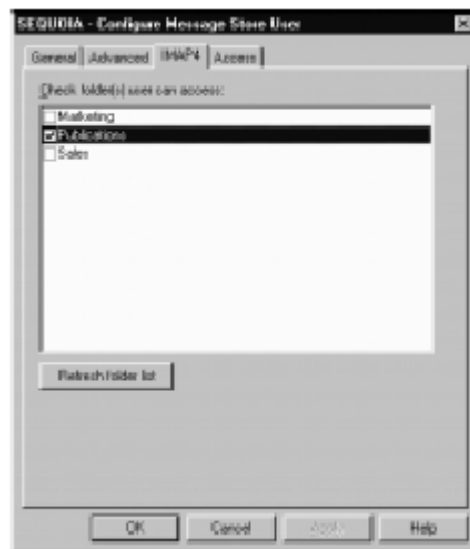 SEQUOIA - Configure Message Store User
General Advanced IMAP4 Access
Check folder(s) user can access:
Marketing
Publications
Sales
Refresh folder list
OK Cancel Apply Help